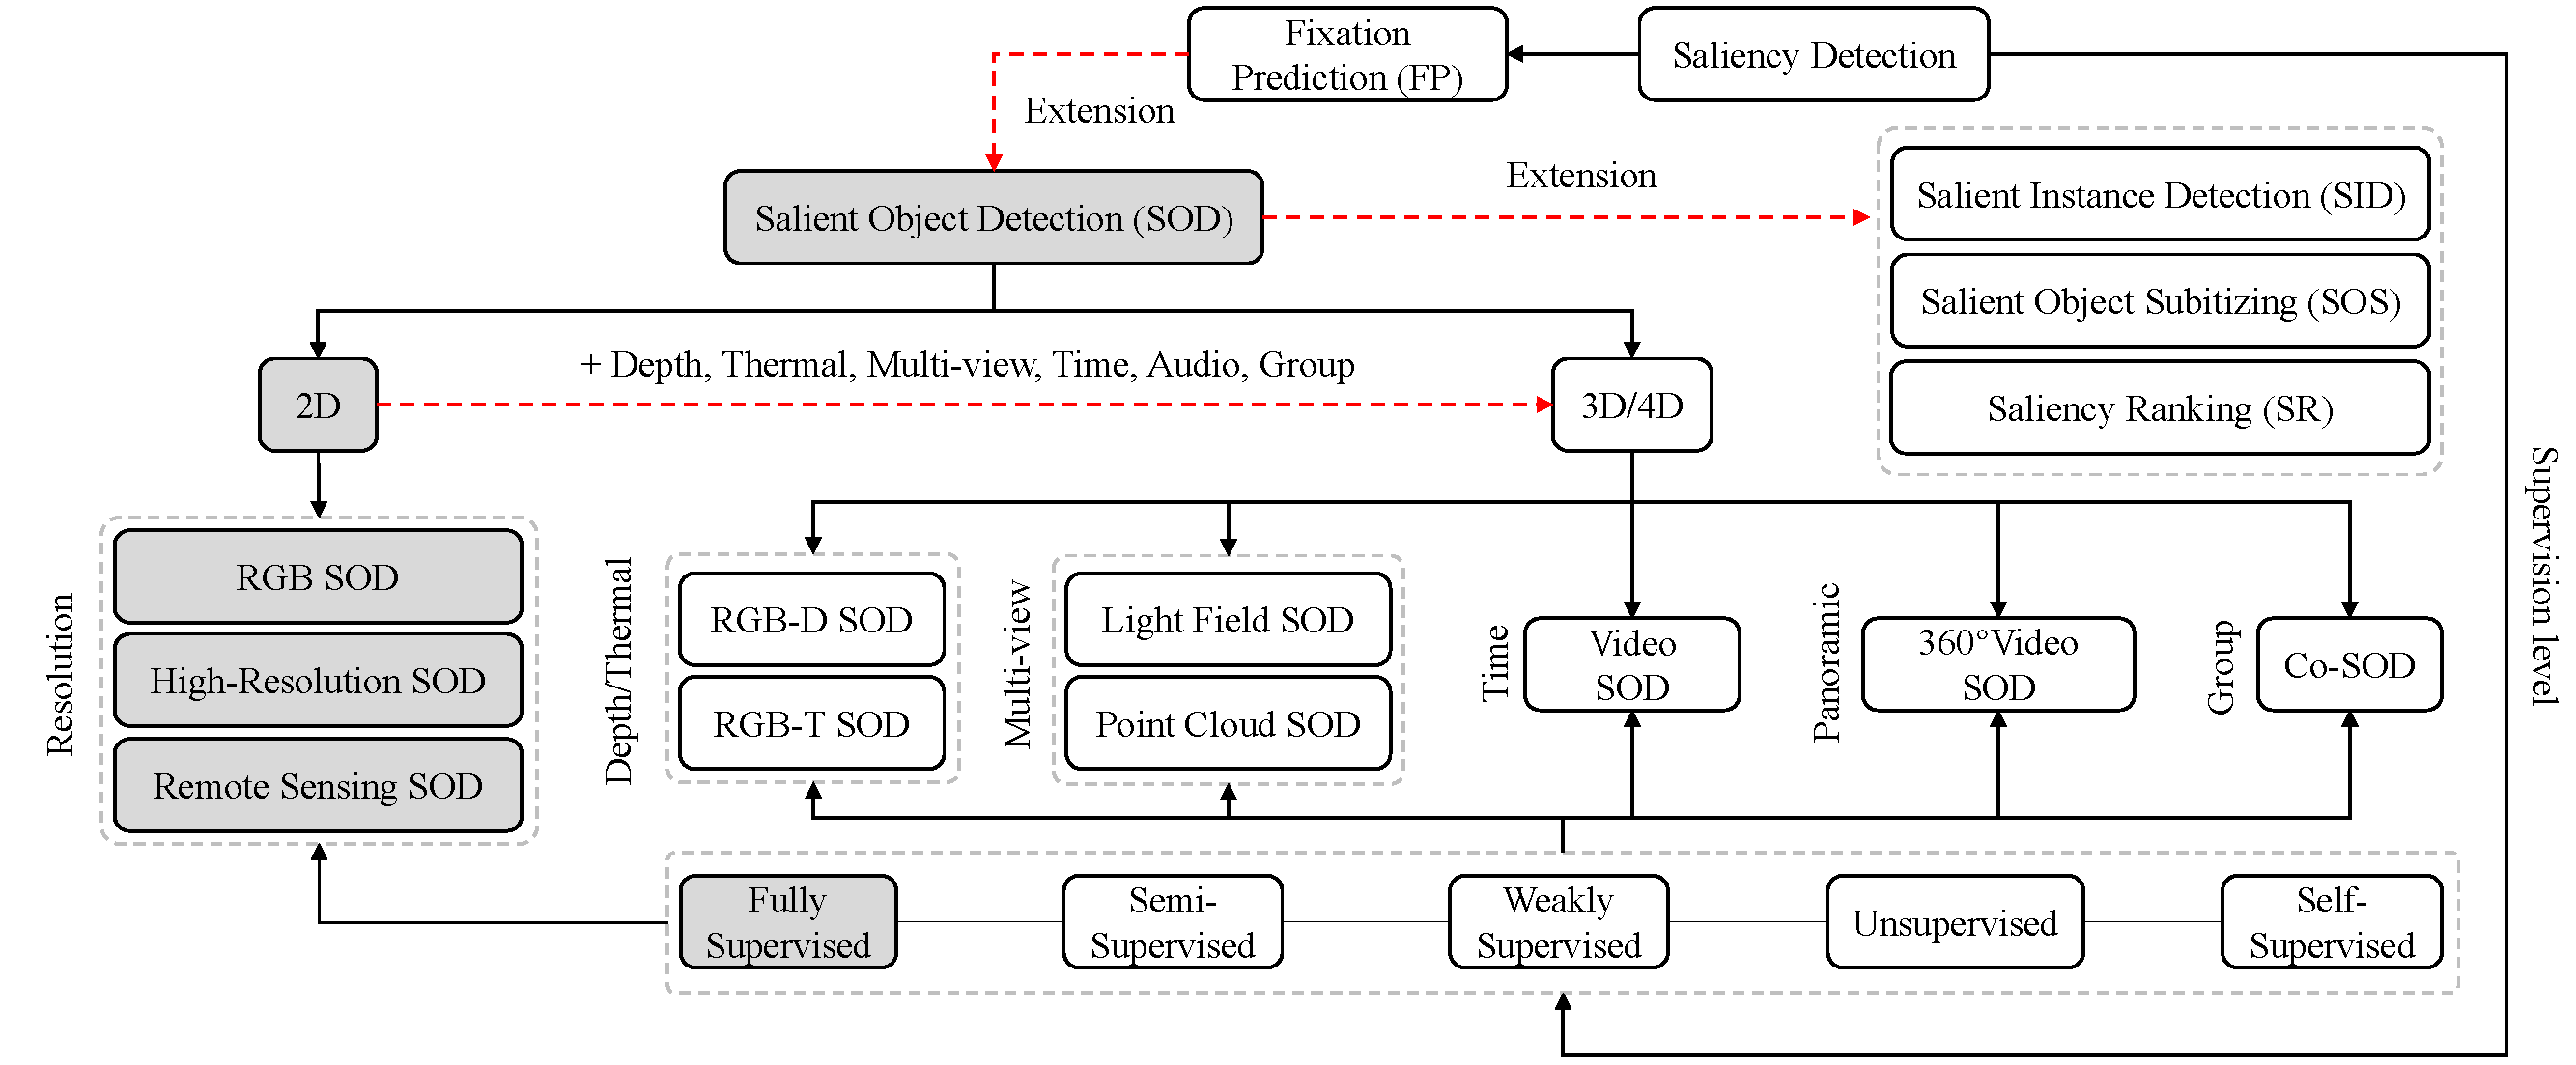 Fixation
Prediction (FP)
Saliency Detection
Extension
Salient Object Detection (SOD)
Extension
Salient Instance Detection (SID)
Salient Object Subitizing (SOS)
Saliency Ranking (SR)
2D
+ Depth, Thermal, Multi-view, Time, Audio, Group
3D/4D
Supervision level
Resolution
RGB SOD
High-Resolution SOD
Remote Sensing SOD
Depth/Thermal
RGB-D SOD
RGB-T SOD
Multi-view
Light Field SOD
Point Cloud SOD
Time
Video
SOD
Panoramic
360°Video
SOD
Group
Co-SOD
Fully
Supervised
Semi-
Supervised
Weakly
Supervised
Unsupervised
Self-
Supervised